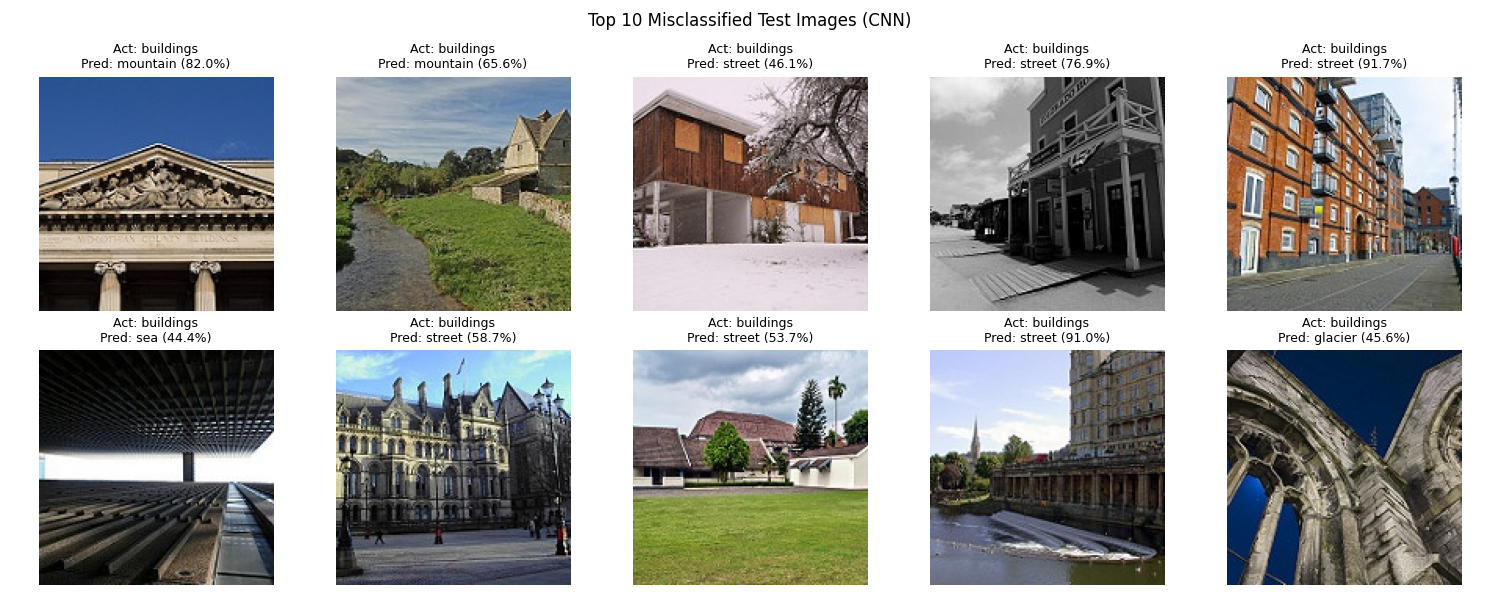 Top 10 Misclassified Test Images (CNN)
Act: buildings
Pred: mountain (82.0%)
Act: buildings
Pred: mountain (65.6%)
Act: buildings
Pred: street (46.1%)
Act: buildings
Pred: street (76.9%)
Act: buildings
Pred: street (91.7%)
MIDLOTHIAN COUNTY BUILDINGS
Act: buildings
Pred: sea (44.4%)
Act: buildings
Pred: street (58.7%)
Act: buildings
Pred: street (53.7%)
Act: buildings
Pred: street (91.0%)
Act: buildings
Pred: glacier (45.6%)